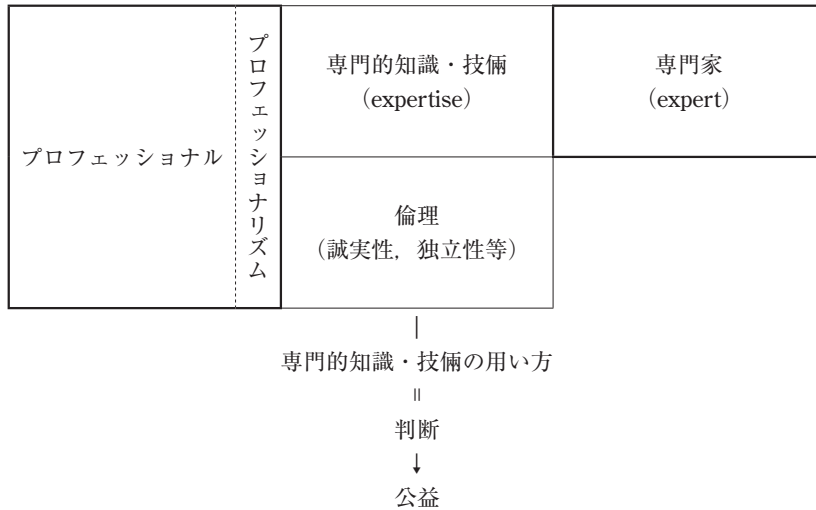 プロフェッショナル
プロフェッショナリズム
専門的知識・技倆
（expertise）
専門家
（expert）
倫理
（誠実性，独立性等）
専門的知識・技倆の用い方
＝
判断
↓
公益